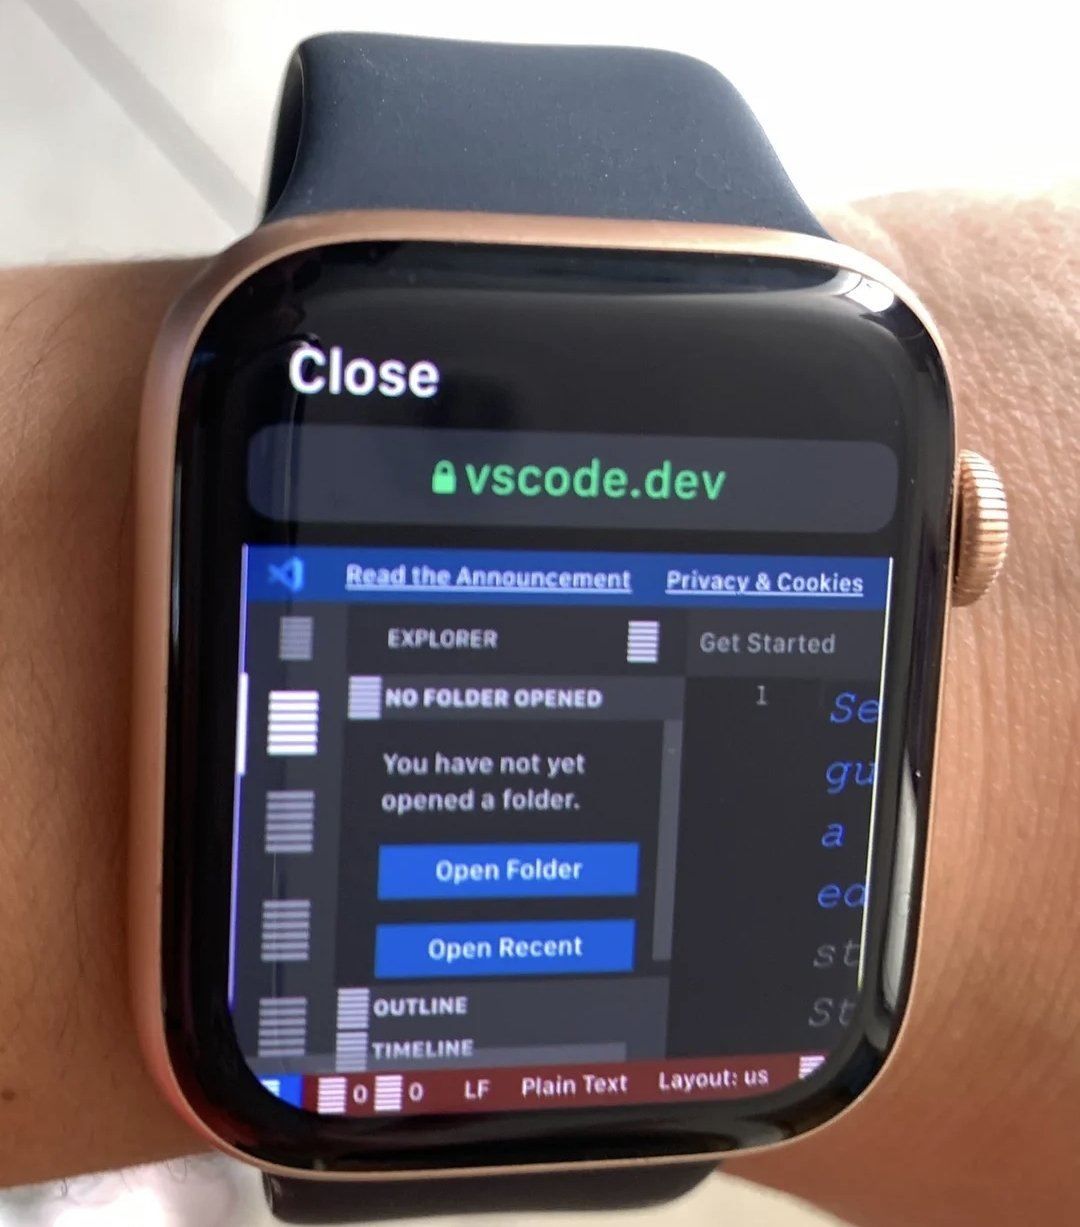 Close
vscode.dev
Read the Announcement Privacy & Cookies
EXPLORER
Get Started
NO FOLDER OPENED
1
Se
You have not yet
gu
opened a folder.
a
Open Folder
ed
Open Recent
st
OUTLINE
St
TIMELINE
0 0 LF Plain Text Layout: us